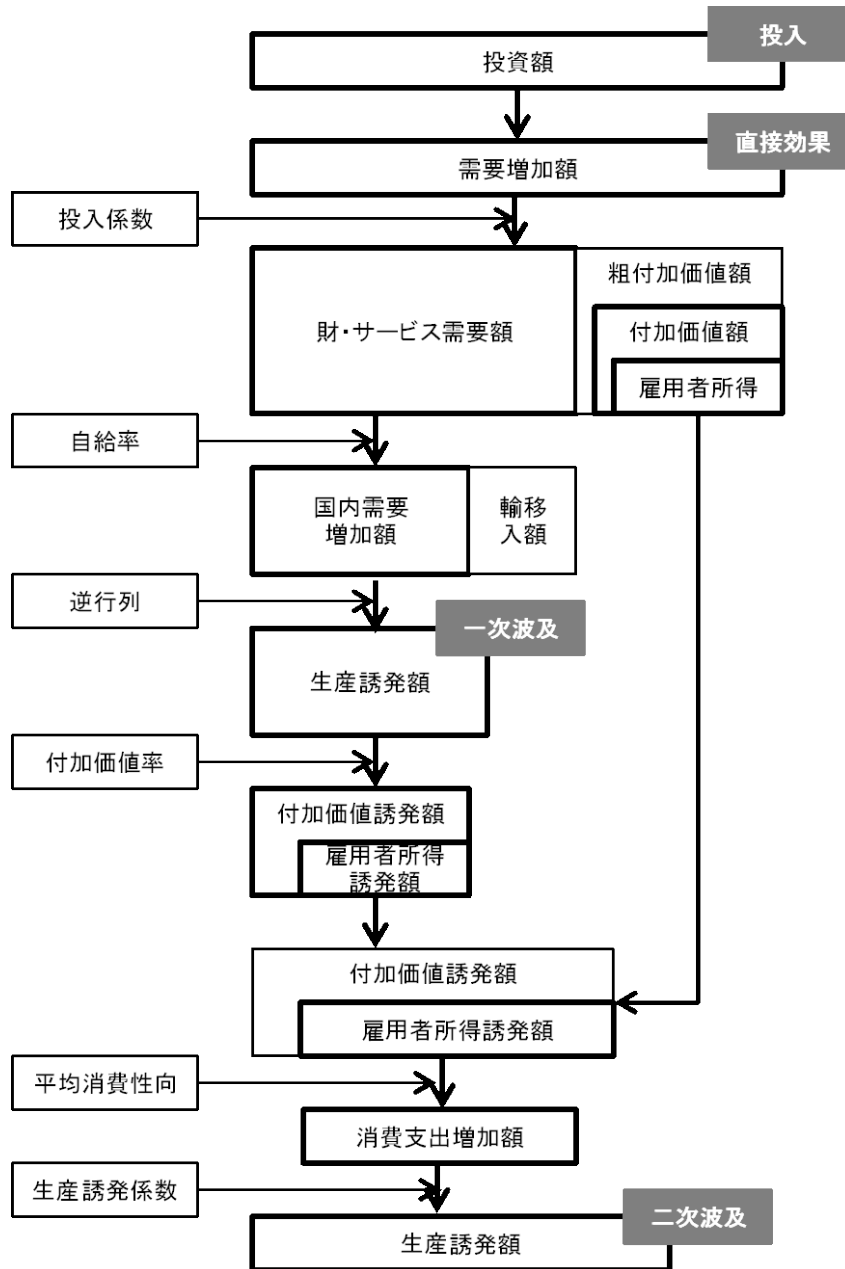 投入
投資額
直接効果
需要増加額
投入係数
粗付加価値額
財・サービス需要額
付加価値額
雇用者所得
自給率
国内需要
増加額
輸移
入額
逆行列
一次波及
生産誘発額
付加価値率
付加価値誘発額
雇用者所得
誘発額
付加価値誘発額
雇用者所得誘発額
平均消費性向
消費支出増加額
生産誘発係数
二次波及
生産誘発額